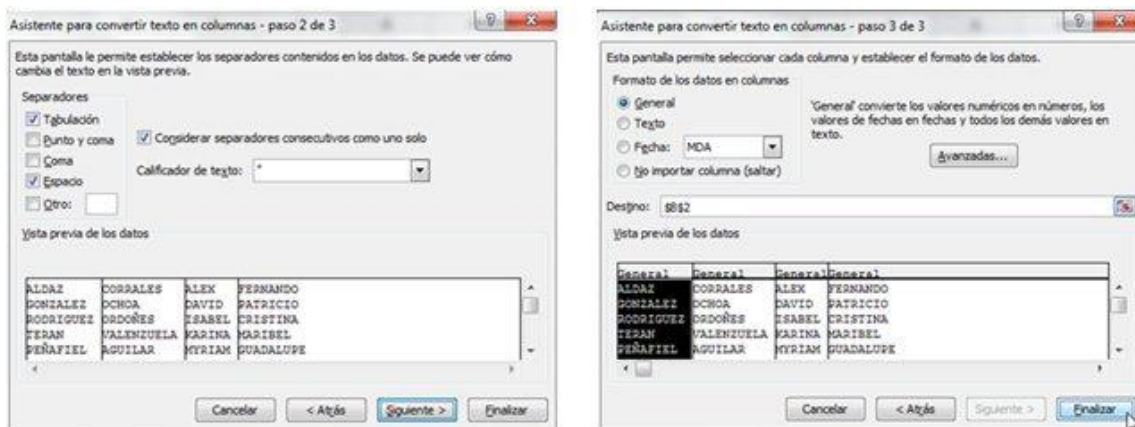 Asistente para convertir texto en columnas - paso 2 de 3
Esta pantalla le permite establecer los separadores contenidos en los datos. Se puede ver cómo
cambia el texto en la vista previa.
Separadores
Tabulación
Punto y coma
Coma
Espacio
Otro:
Considerar separadores consecutivos como uno solo
Calificador de texto: "
Vista previa de los datos
ALDAZ CORRALES ALEX FERNANDO
GONZALEZ OCHOA DAVID PATRICIO
RODRIGUEZ ORDOÑES ISABEL CRISTINA
TERAN VALENZUELA KARINA MARIBEL
PEÑAFIEL AGUILAR MYRIAM GUADALUPE
Cancelar < Atrás Siguiente > Finalizar
Asistente para convertir texto en columnas - paso 3 de 3
Esta pantalla permite seleccionar cada columna y establecer el formato de los datos.
Formato de los datos en columnas
General
Texto
Fecha: MDA
No importar columna (saltar)
'General' convierte los valores numéricos en números, los
valores de fechas en fechas y todos los demás valores en
texto.
Avanzadas...
Destino: $B$2
Vista previa de los datos
General General General General
ALDAZ CORRALES ALEX FERNANDO
GONZALEZ OCHOA DAVID PATRICIO
RODRIGUEZ ORDOÑES ISABEL CRISTINA
TERAN VALENZUELA KARINA MARIBEL
PEÑAFIEL AGUILAR MYRIAM GUADALUPE
Cancelar < Atrás Siguiente > Finalizar